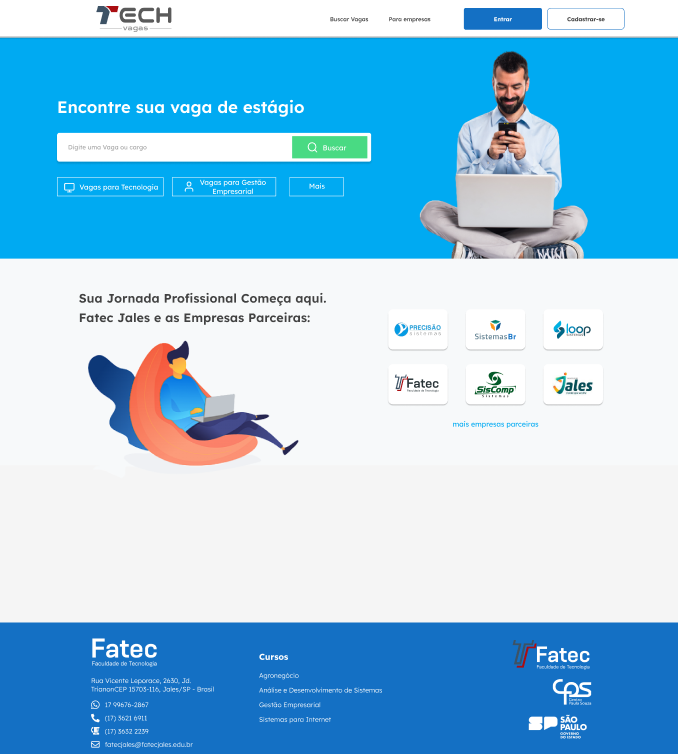 TECH
vagas
Buscar Vagas
Para empresas
Entrar
Cadastrar-se
Encontre sua vaga de estágio
Digite uma Vaga ou cargo
Buscar
Vagas para Tecnologia
Vagas para Gestão
Empresarial
Mais
Sua Jornada Profissional Começa aqui.
Fatec Jales e as Empresas Parceiras:
PRECISÃO
sistemas
SistemasBr
loop
Fatec
Faculdade de Tecnologia
SisComp
Sistemas
Jales
mais empresas parceiras
Fatec
Faculdade de Tecnologia
Rua Vicente Leporace, 2630, Jd.
TrianonCEP 15703-116, Jales/SP - Brasil
17 99676-2867
(17) 3621 6911
(17) 3632 2239
fatecjales@fatecjales.edu.br
Cursos
Agronegócio
Análise e Desenvolvimento de Sistemas
Gestão Empresarial
Sistemas para Internet
Fatec
Faculdade de Tecnologia
cps
Centro
Paula Souza
SP
SÃO
PAULO
GOVERNO
DO ESTADO